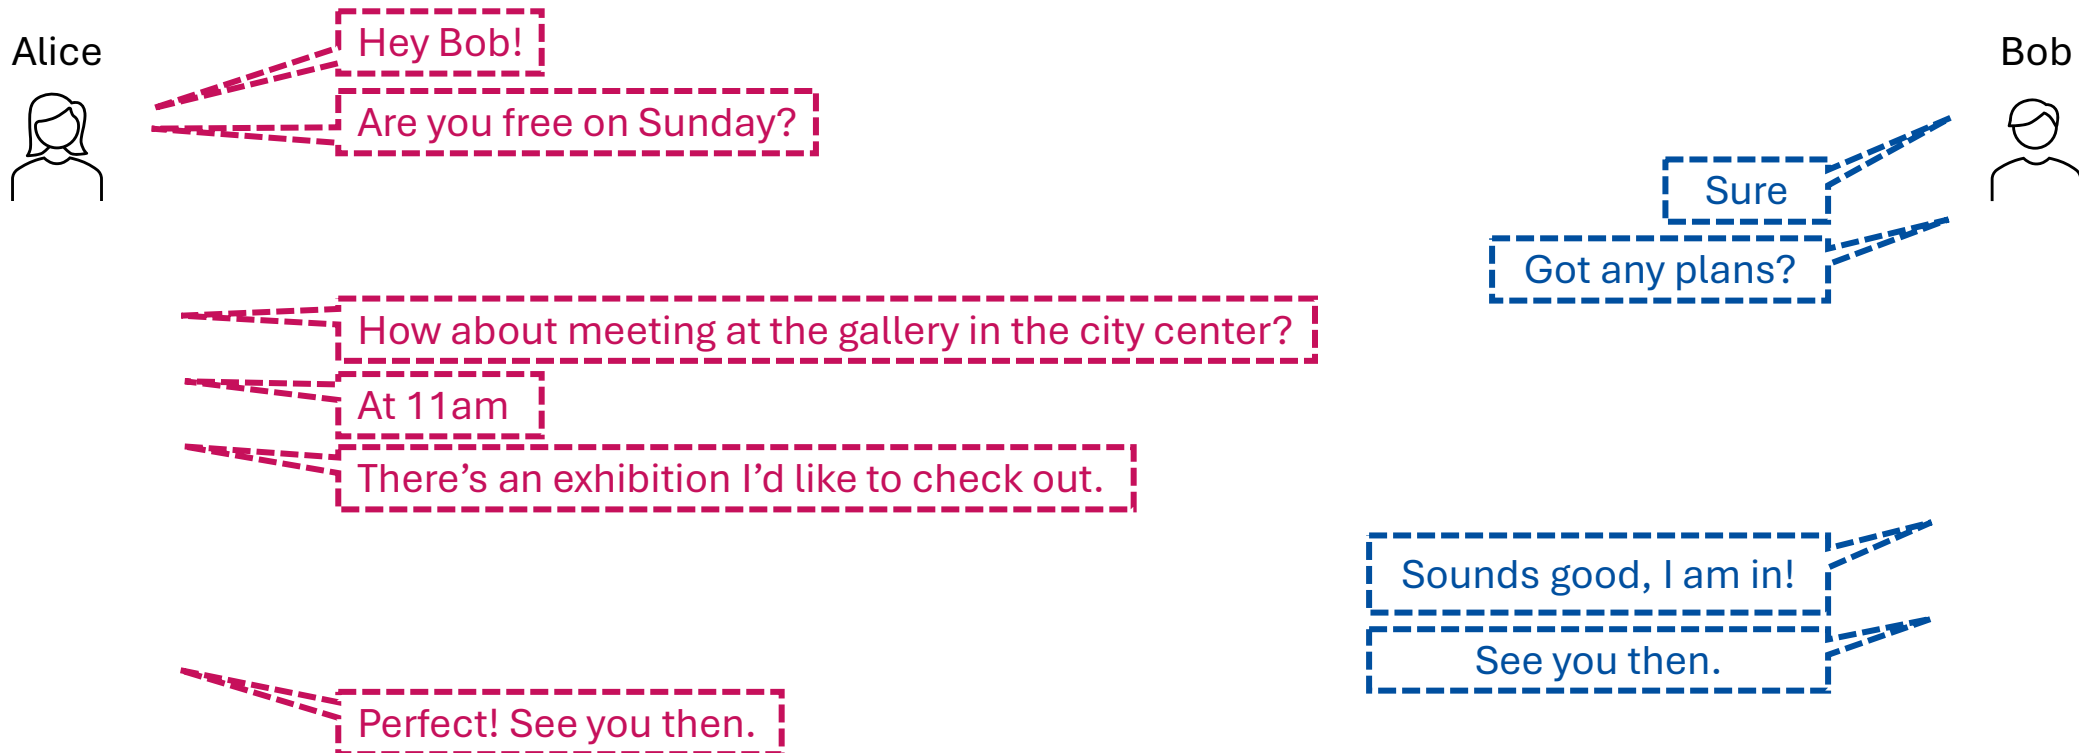 Alice
Bob
Hey Bob!
Are you free on Sunday?
Sure
Got any plans?
How about meeting at the gallery in the city center?
At 11am
There’s an exhibition I’d like to check out.
Sounds good, I am in!
See you then.
Perfect! See you then.